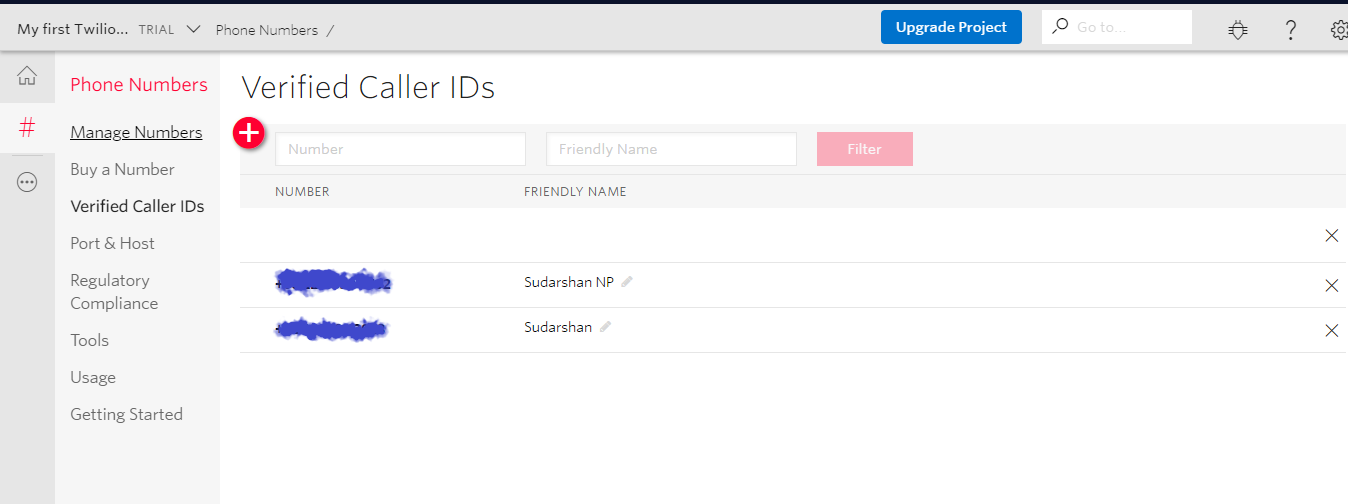 My first Twilio... TRIAL Phone Numbers / Upgrade Project Go to... ?
Phone Numbers
Manage Numbers
Buy a Number
Verified Caller IDs
Port & Host
Regulatory
Compliance
Tools
Usage
Getting Started
Verified Caller IDs
Number Friendly Name Filter
NUMBER FRIENDLY NAME
Sudarshan NP
Sudarshan